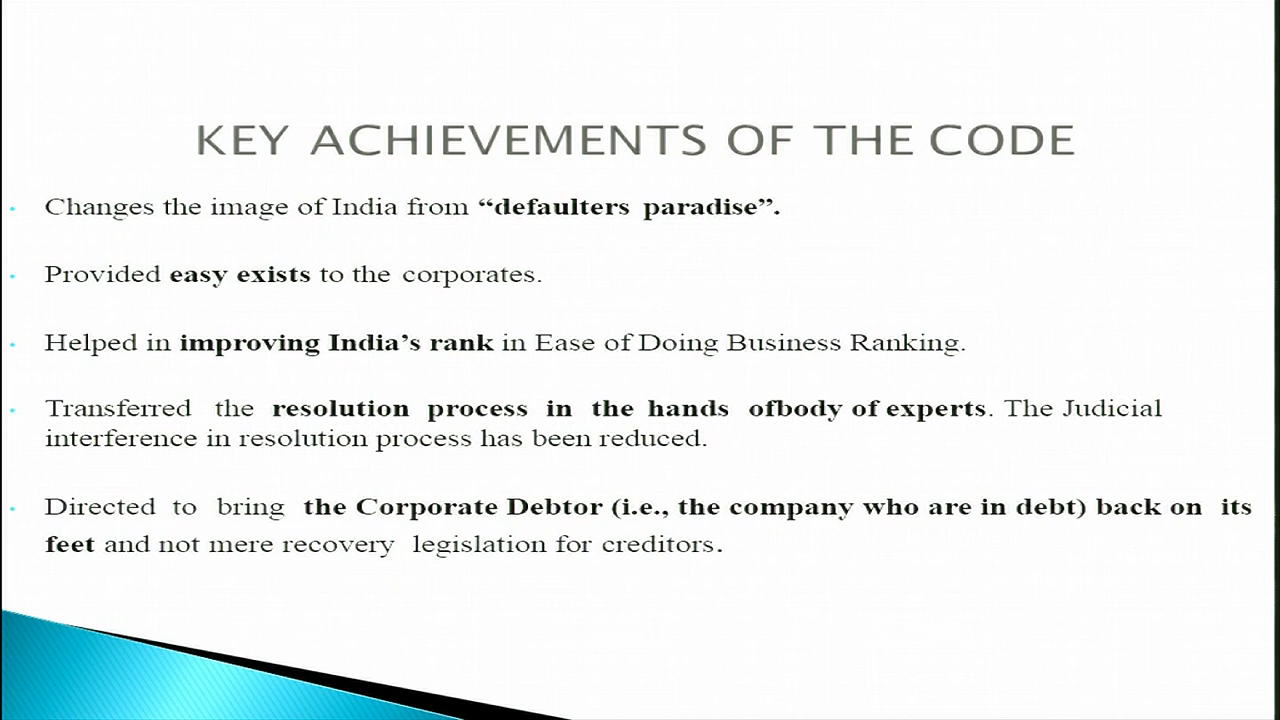 KEY ACHIEVEMENTS OF THE CODE
Changes the image of India from “defaulters paradise”.
Provided easy exists to the corporates.
Helped in improving India’s rank in Ease of Doing Business Ranking.
Transferred the resolution process in the hands ofbody of experts. The Judicial
interference in resolution process has been reduced.
Directed to bring the Corporate Debtor (i.e., the company who are in debt) back on its
feet and not mere recovery legislation for creditors.